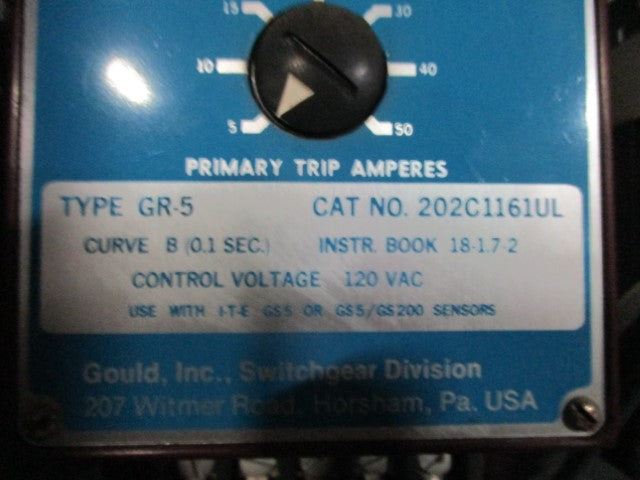 15 30
10 40
5 50
PRIMARY TRIP AMPERES
TYPE GR-5 CAT NO. 202C1161UL
CURVE B (0.1 SEC.) INSTR. BOOK 18-1.7-2
CONTROL VOLTAGE 120 VAC
USE WITH I-T-E GS5 OR GS5/GS200 SENSORS
Gould, Inc., Switchgear Division
207 Witmer Road, Horsham, Pa. USA